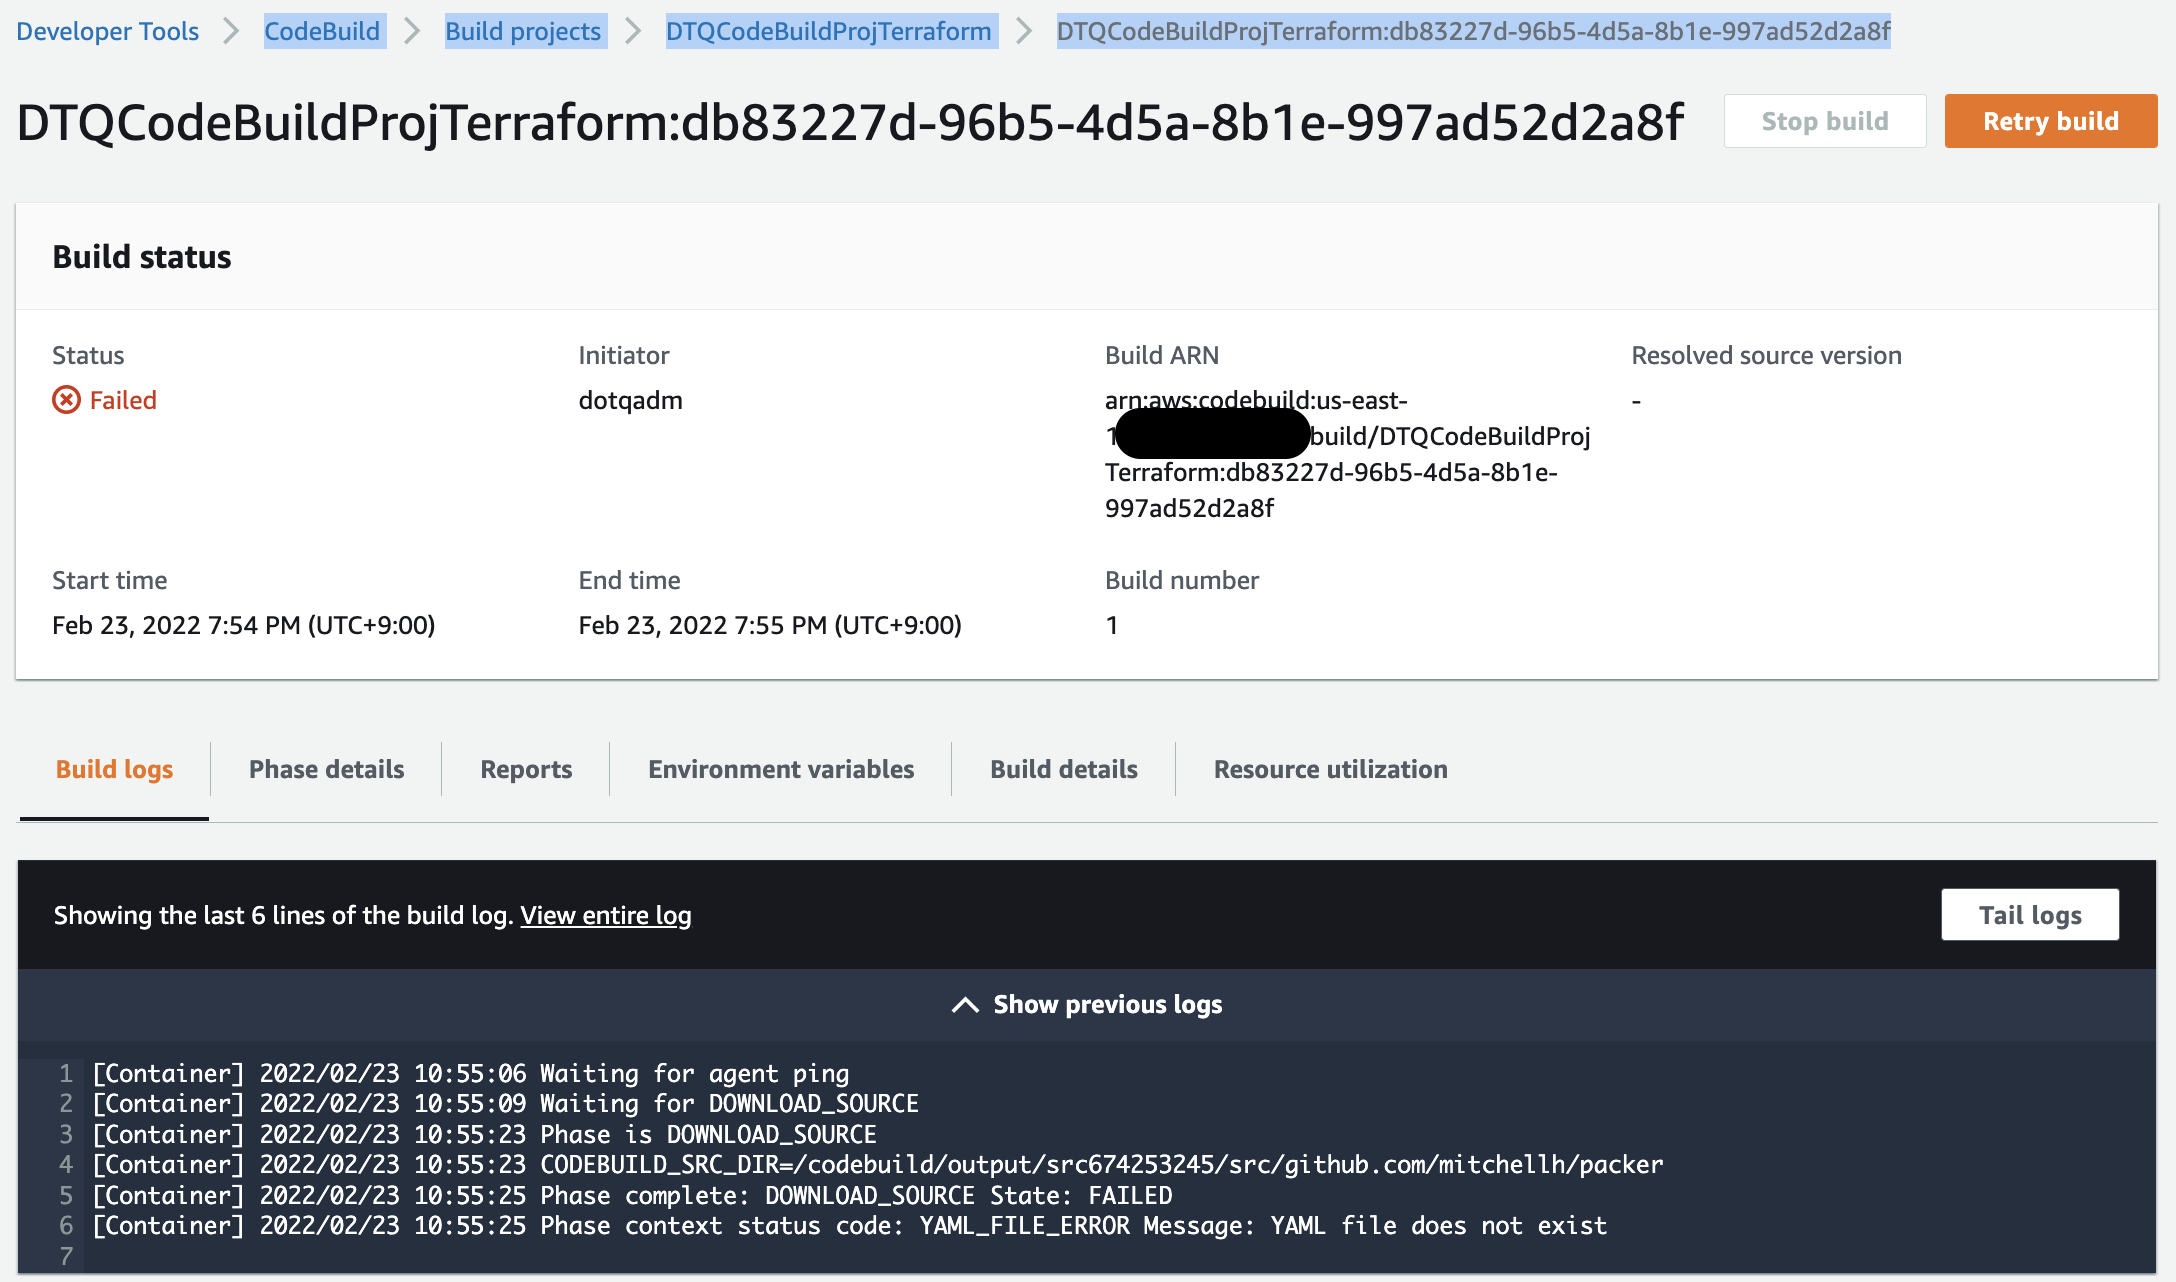 Developer Tools > CodeBuild > Build projects > DTQCodeBuildProjTerraform > DTQCodeBuildProjTerraform:db83227d-96b5-4d5a-8b1e-997ad52d2a8f
DTQCodeBuildProjTerraform:db83227d-96b5-4d5a-8b1e-997ad52d2a8f Stop build Retry build
Build status
Status
Failed
Initiator
dotqadm
Build ARN
arn:aws:codebuild:us-east-
1 build/DTQCodeBuildProj
Terraform:db83227d-96b5-4d5a-8b1e-
997ad52d2a8f
Resolved source version
-
Start time
Feb 23, 2022 7:54 PM (UTC+9:00)
End time
Feb 23, 2022 7:55 PM (UTC+9:00)
Build number
1
Build logs Phase details Reports Environment variables Build details Resource utilization
Showing the last 6 lines of the build log. View entire log Tail logs
Show previous logs
1 [Container] 2022/02/23 10:55:06 Waiting for agent ping
2 [Container] 2022/02/23 10:55:09 Waiting for DOWNLOAD_SOURCE
3 [Container] 2022/02/23 10:55:23 Phase is DOWNLOAD_SOURCE
4 [Container] 2022/02/23 10:55:23 CODEBUILD_SRC_DIR=/codebuild/output/src674253245/src/github.com/mitchellh/packer
5 [Container] 2022/02/23 10:55:25 Phase complete: DOWNLOAD_SOURCE State: FAILED
6 [Container] 2022/02/23 10:55:25 Phase context status code: YAML_FILE_ERROR Message: YAML file does not exist
7